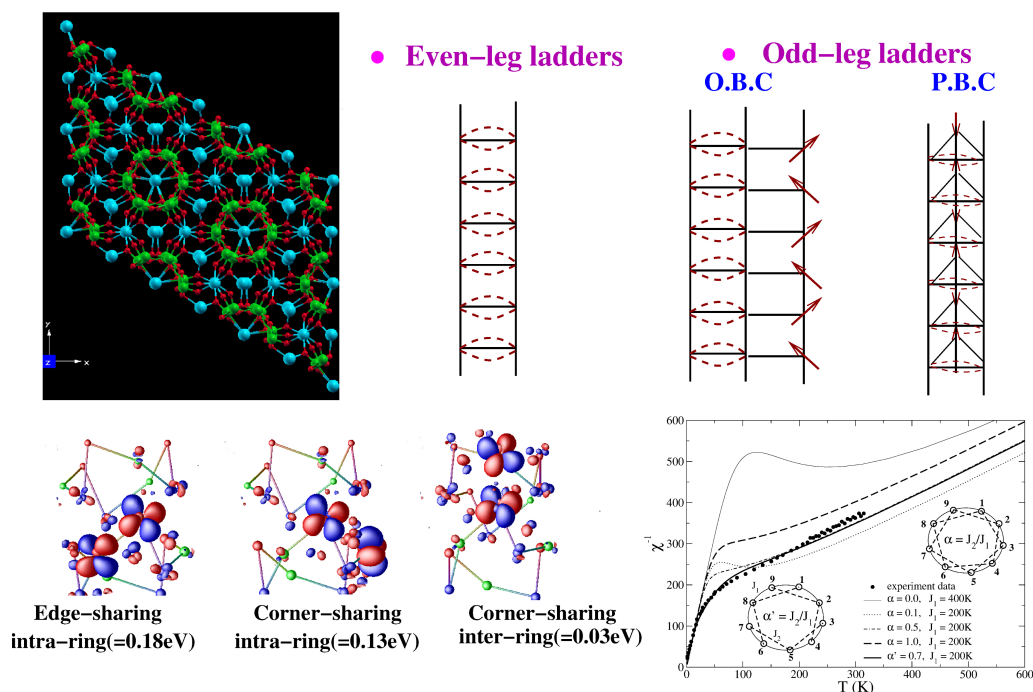 ● Even−leg ladders
● Odd−leg ladders
O.B.C
P.B.C
Y
Z
X
Edge−sharing
intra−ring(=0.18eV)
Corner−sharing
intra−ring(=0.13eV)
Corner−sharing
inter−ring(=0.03eV)
600
500
400
300
200
100
0
χ⁻¹
0
100
200
300
400
500
600
T (K)
9
1
8
2
7
3
6
5
4
α = J₂/J₁
J₁
9
1
8
2
α' = J₂/J₁
7
3
J₂
6
5
4
experiment data
α = 0.0, J₁ = 400K
α = 0.1, J₁ = 200K
α = 0.5, J₁ = 200K
α = 1.0, J₁ = 200K
α' = 0.7, J₁ = 200K